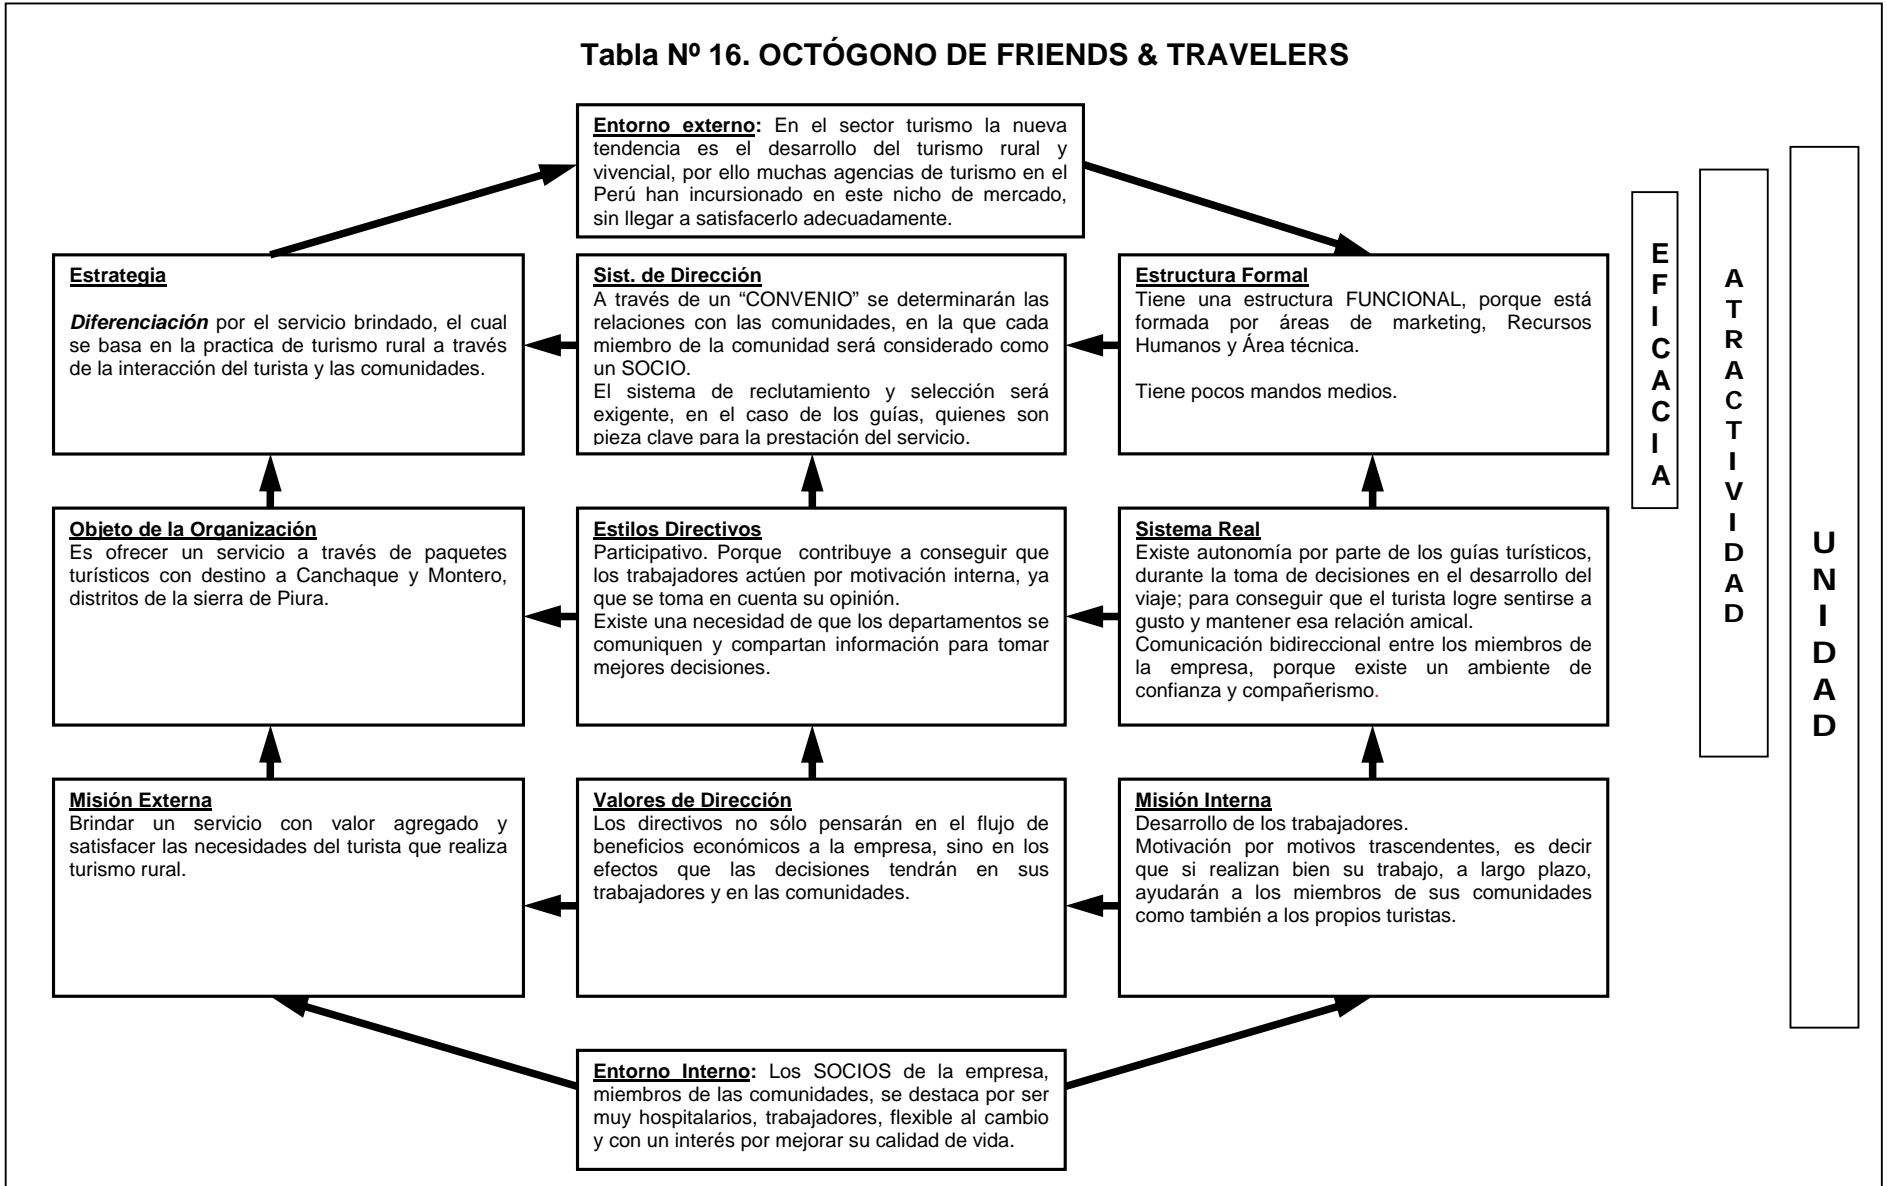 Tabla Nº 16. OCTÓGONO DE FRIENDS & TRAVELERS
Entorno externo: En el sector turismo la nueva
tendencia es el desarrollo del turismo rural y
vivencial, por ello muchas agencias de turismo en el
Perú han incursionado en este nicho de mercado,
sin llegar a satisfacerlo adecuadamente.
Estrategia
Diferenciación por el servicio brindado, el cual
se basa en la practica de turismo rural a través
de la interacción del turista y las comunidades.
Sist. de Dirección
A través de un “CONVENIO” se determinarán las
relaciones con las comunidades, en la que cada
miembro de la comunidad será considerado como
un SOCIO.
El sistema de reclutamiento y selección será
exigente, en el caso de los guías, quienes son
pieza clave para la prestación del servicio.
Estructura Formal
Tiene una estructura FUNCIONAL, porque está
formada por áreas de marketing, Recursos
Humanos y Área técnica.
Tiene pocos mandos medios.
Objeto de la Organización
Es ofrecer un servicio a través de paquetes
turísticos con destino a Canchaque y Montero,
distritos de la sierra de Piura.
Estilos Directivos
Participativo. Porque contribuye a conseguir que
los trabajadores actúen por motivación interna, ya
que se toma en cuenta su opinión.
Existe una necesidad de que los departamentos se
comuniquen y compartan información para tomar
mejores decisiones.
Sistema Real
Existe autonomía por parte de los guías turísticos,
durante la toma de decisiones en el desarrollo del
viaje; para conseguir que el turista logre sentirse a
gusto y mantener esa relación amical.
Comunicación bidireccional entre los miembros de
la empresa, porque existe un ambiente de
confianza y compañerismo.
Misión Externa
Brindar un servicio con valor agregado y
satisfacer las necesidades del turista que realiza
turismo rural.
Valores de Dirección
Los directivos no sólo pensarán en el flujo de
beneficios económicos a la empresa, sino en los
efectos que las decisiones tendrán en sus
trabajadores y en las comunidades.
Misión Interna
Desarrollo de los trabajadores.
Motivación por motivos trascendentes, es decir
que si realizan bien su trabajo, a largo plazo,
ayudarán a los miembros de sus comunidades
como también a los propios turistas.
Entorno Interno: Los SOCIOS de la empresa,
miembros de las comunidades, se destaca por ser
muy hospitalarios, trabajadores, flexible al cambio
y con un interés por mejorar su calidad de vida.
EFICACIA
ATRACTIVIDAD
UNIDAD